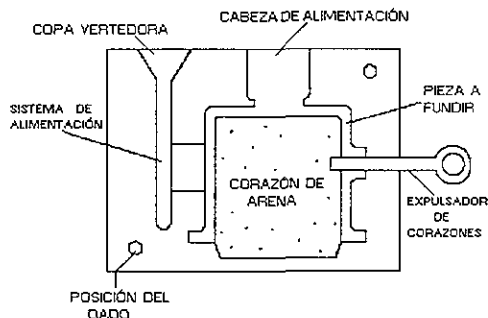 CABEZA DE ALIMENTACIÓN
COPA VERTEDORA
SISTEMA DE
ALIMENTACIÓN
PIEZA A
FUNDIR
CORAZÓN DE
ARENA
EXPULSADOR
DE
CORAZONES
POSICIÓN DEL
DADO